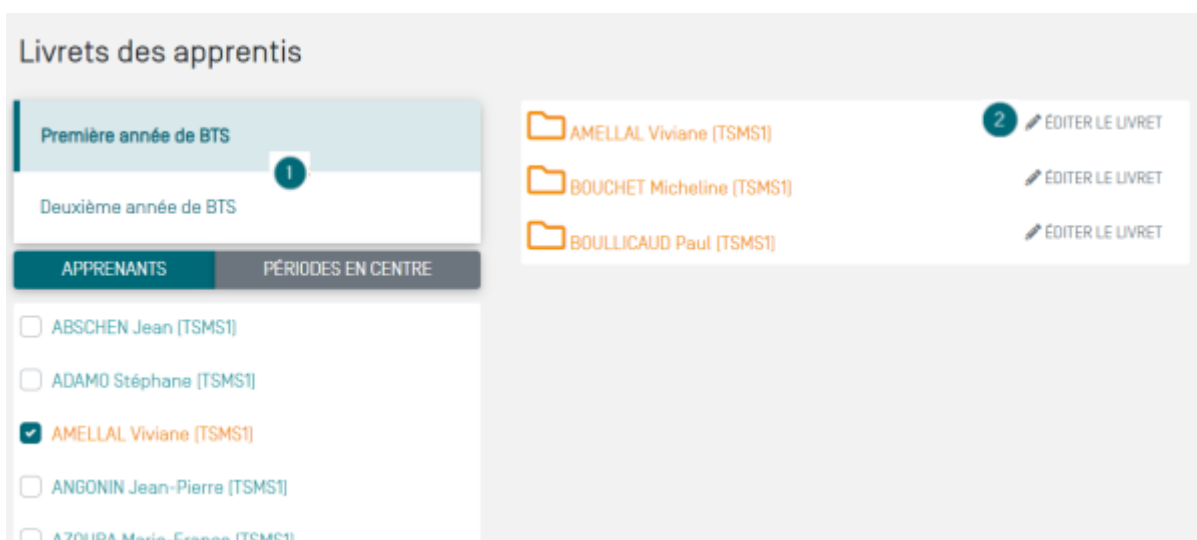 Livrets des apprentis
Première année de BTS
1
Deuxième année de BTS
APPRENANTS PÉRIODES EN CENTRE
ABSCHEN Jean (TSMS1)
ADAMO Stéphane (TSMS1)
AMELLAL Viviane (TSMS1)
ANGONIN Jean-Pierre (TSMS1)
AMELLAL Viviane (TSMS1) 2 ÉDITER LE LIVRET
BOUCHET Micheline (TSMS1) ÉDITER LE LIVRET
BOULLICAUD Paul (TSMS1) ÉDITER LE LIVRET